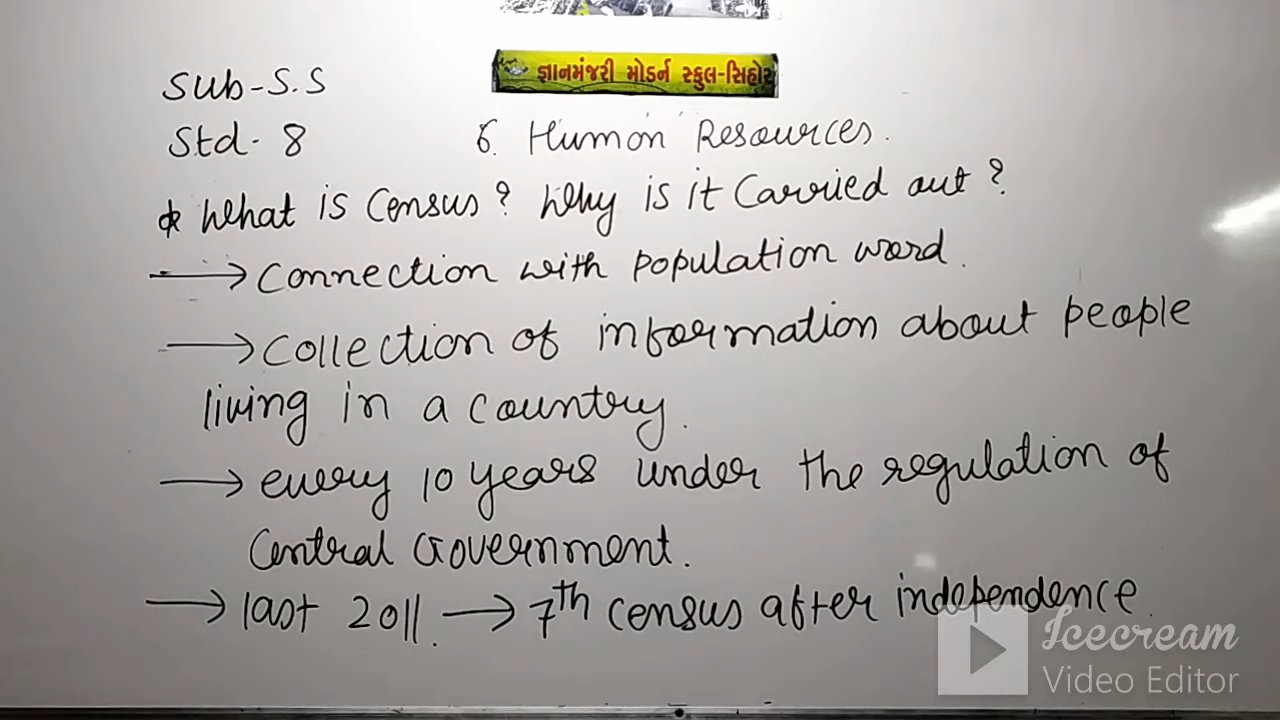 જ્ઞાનમંજરી મોડર્ન સ્કુલ-સિહોર
Sub-S.S
Std- 8
6. Human Resources.
* What is Census? Why is it Carried out?
→ Connection with population word.
→ Collection of information about people
living in a country.
→ every 10 years under the regulation of
Central Government.
→ last 2011. → 7th census after independence.
Icecream
Video Editor